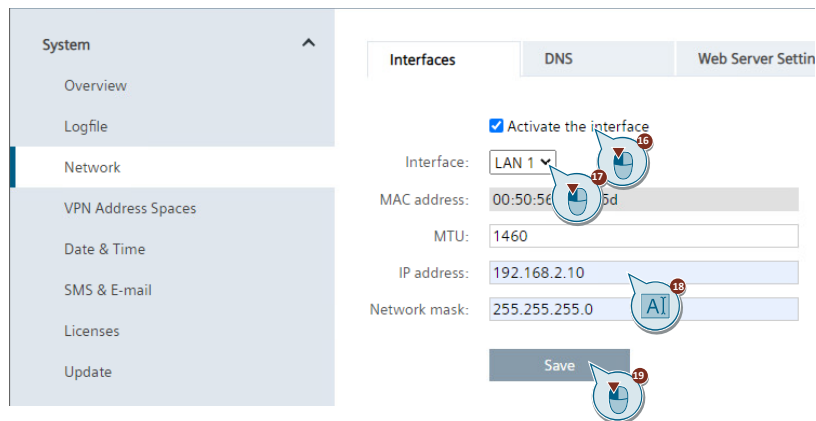 System
Overview
Logfile
Network
VPN Address Spaces
Date & Time
SMS & E-mail
Licenses
Update
Interfaces DNS Web Server Settin
Activate the interface
16
Interface: LAN 1
17
MAC address: 00:50:56 5d
MTU: 1460
IP address: 192.168.2.10
18
Network mask: 255.255.255.0
AI
Save
19